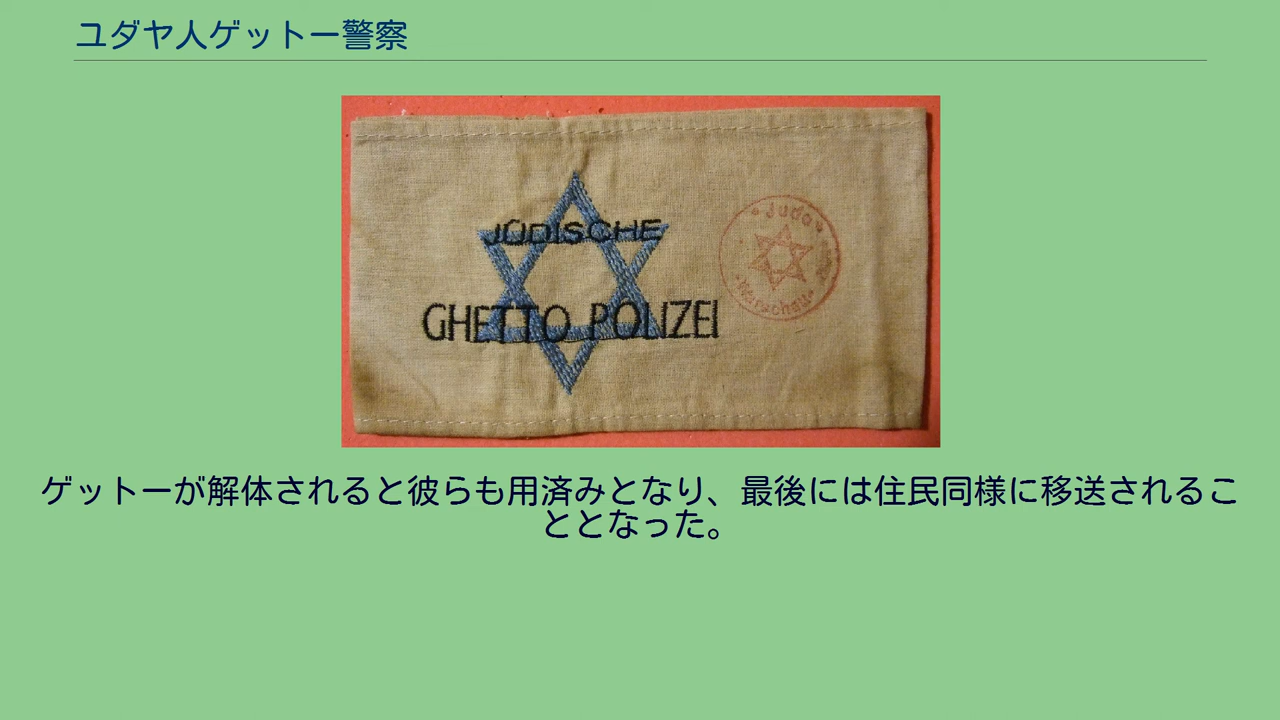 ユダヤ人ゲットー警察
JÜDISCHE
GHETTO POLIZEI
Warschau
ゲットーが解体されると彼らも用済みとなり、最後には住民同様に移送されるこ
ととなった。